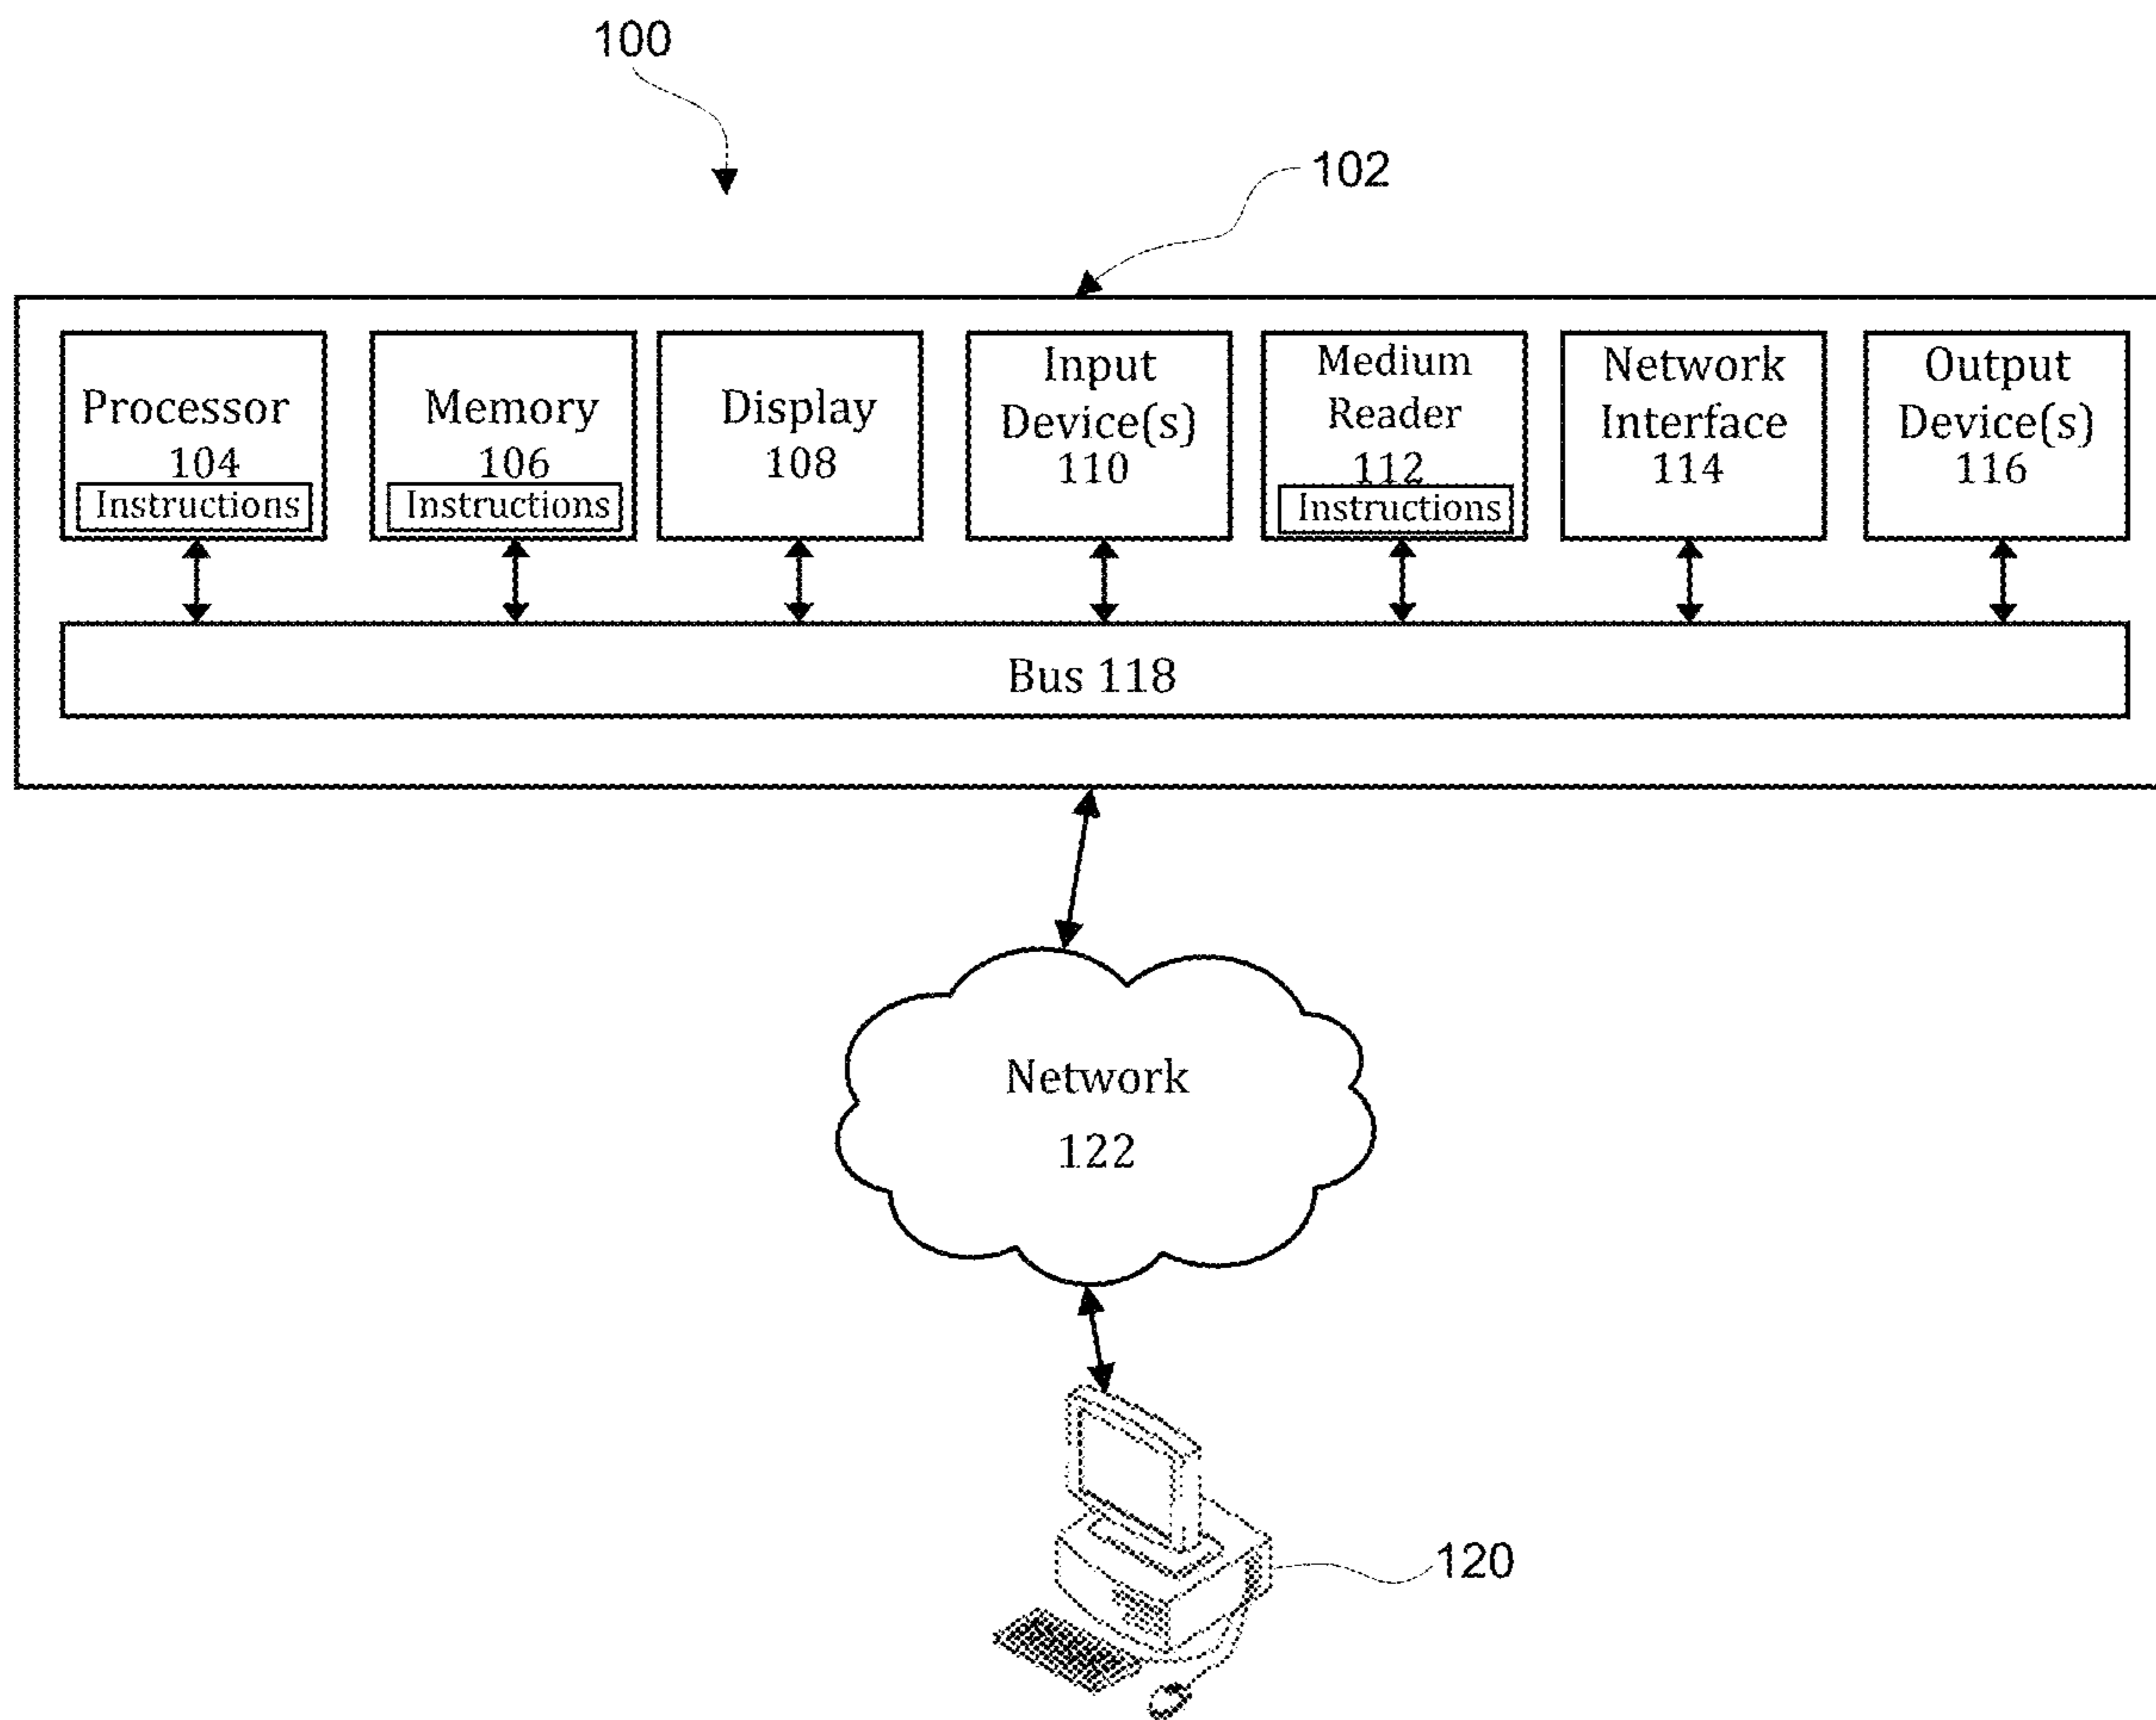 100
102
Processor
104
Instructions
Memory
106
Instructions
Display
108
Input
Device(s)
110
Medium
Reader
112
Instructions
Network
Interface
114
Output
Device(s)
116
Bus 118
Network
122
120